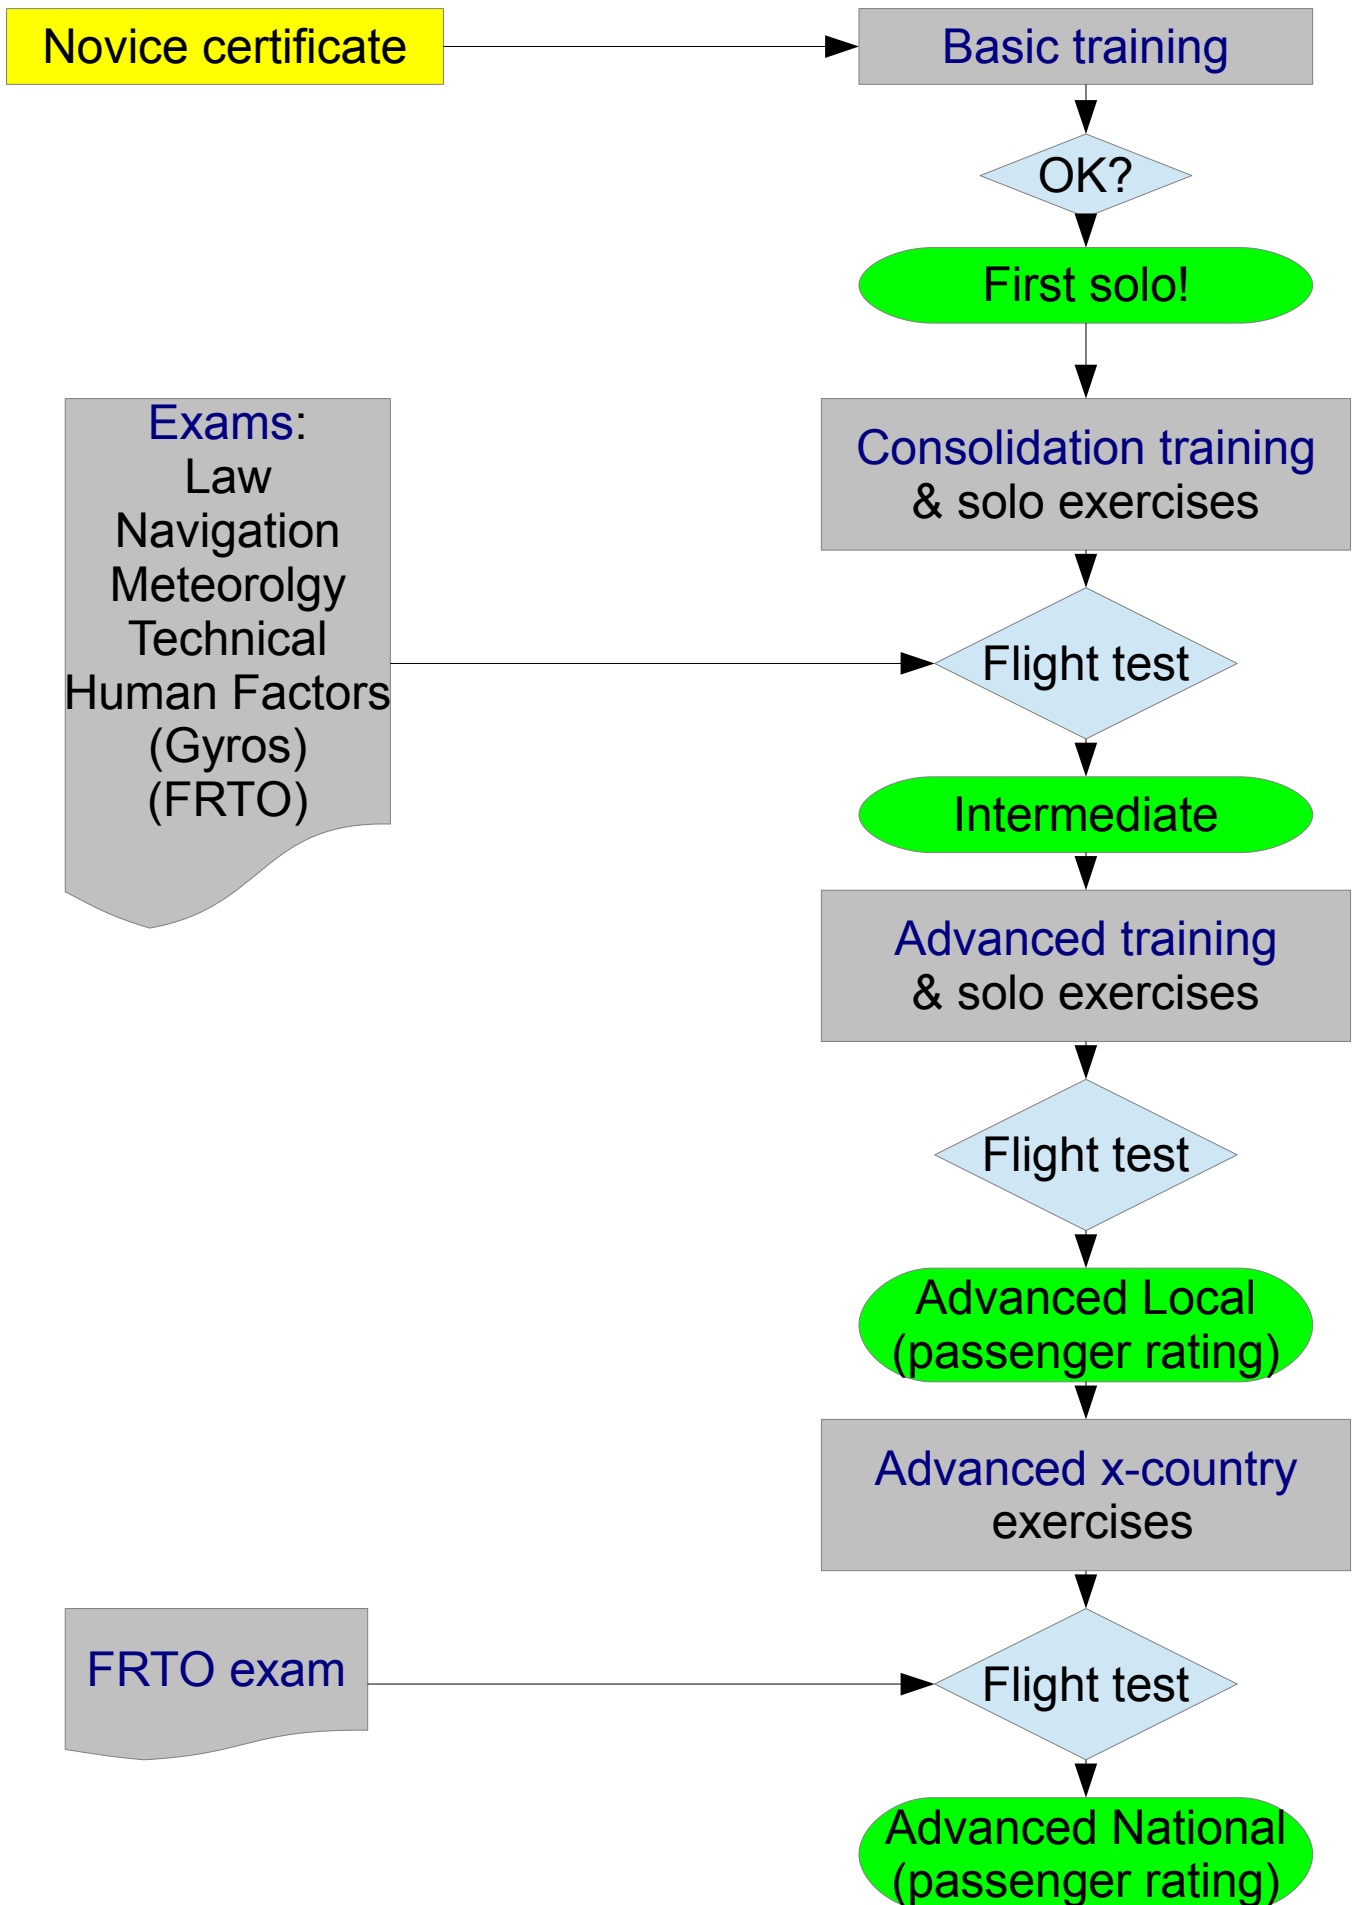 Novice certificate
Basic training
OK?
First solo!
Exams:
Law
Navigation
Meteorolgy
Technical
Human Factors
(Gyros)
(FRTO)
Consolidation training
& solo exercises
Flight test
Intermediate
Advanced training
& solo exercises
Flight test
Advanced Local
(passenger rating)
Advanced x-country
exercises
FRTO exam
Flight test
Advanced National
(passenger rating)